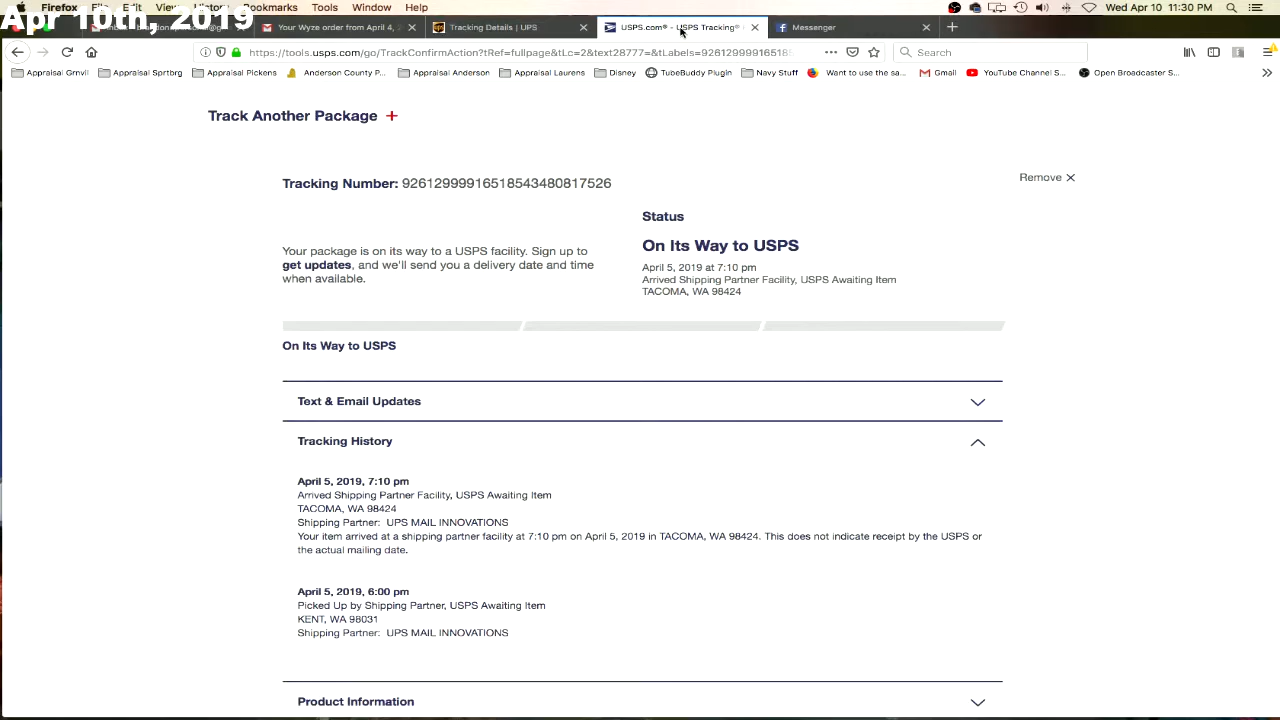 Apr 10th, 2019
Firefox
Window
Help
Wed Apr 10 11:30 AM
Your Wyze order from April 4,
Tracking Details | UPS
USPS.com® - USPS Tracking®
Messenger
https://tools.usps.com/go/TrackConfirmAction?tRef=fullpage&tLc=2&text28777=&tLabels=92612999916518
Search
Appraisal Grnvl
Appraisal Sprtbrg
Appraisal Pickens
Anderson County P...
Appraisal Anderson
Appraisal Laurens
Disney
TubeBuddy Plugin
Navy Stuff
Want to use the sa...
Gmail
YouTube Channel S...
Open Broadcaster S...
Track Another Package +
Tracking Number: 92612999916518543480817526
Remove ✕
Status
On Its Way to USPS
Your package is on its way to a USPS facility. Sign up to
get updates, and we'll send you a delivery date and time
when available.
April 5, 2019 at 7:10 pm
Arrived Shipping Partner Facility, USPS Awaiting Item
TACOMA, WA 98424
On Its Way to USPS
Text & Email Updates
Tracking History
April 5, 2019, 7:10 pm
Arrived Shipping Partner Facility, USPS Awaiting Item
TACOMA, WA 98424
Shipping Partner: UPS MAIL INNOVATIONS
Your item arrived at a shipping partner facility at 7:10 pm on April 5, 2019 in TACOMA, WA 98424. This does not indicate receipt by the USPS or
the actual mailing date.
April 5, 2019, 6:00 pm
Picked Up by Shipping Partner, USPS Awaiting Item
KENT, WA 98031
Shipping Partner: UPS MAIL INNOVATIONS
Product Information